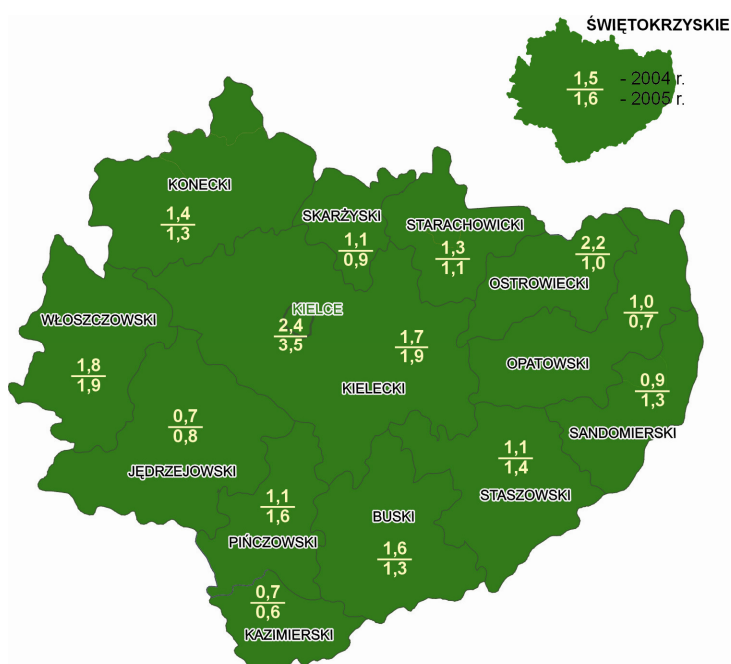 ŚWIĘTOKRZYSKIE
1,5 - 2004 r.
1,6 - 2005 r.
KONECKI
1,4
1,3
SKARŻYSKI
1,1
0,9
STARACHOWICKI
1,3
1,1
OSTROWIECKI
2,2
1,0
1,0
0,7
WŁOSZCZOWSKI
1,8
1,9
KIELCE
2,4
3,5
1,7
1,9
KIELECKI
OPATOWSKI
0,9
1,3
SANDOMIERSKI
0,7
0,8
JĘDRZEJOWSKI
1,1
1,4
STASZOWSKI
1,1
1,6
PIŃCZOWSKI
BUSKI
1,6
1,3
0,7
0,6
KAZIMIERSKI